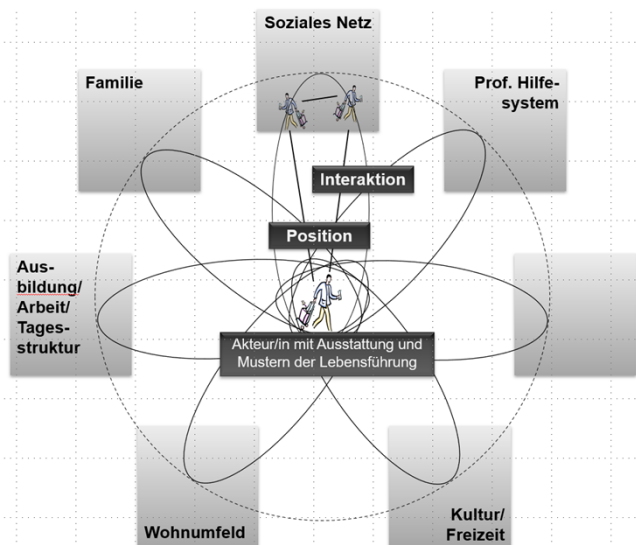 Soziales Netz
Familie
Prof. Hilfe-
system
Interaktion
Position
Aus-
bildung/
Arbeit/
Tages-
struktur
Akteur/in mit Ausstattung und
Mustern der Lebensführung
Wohnumfeld
Kultur/
Freizeit